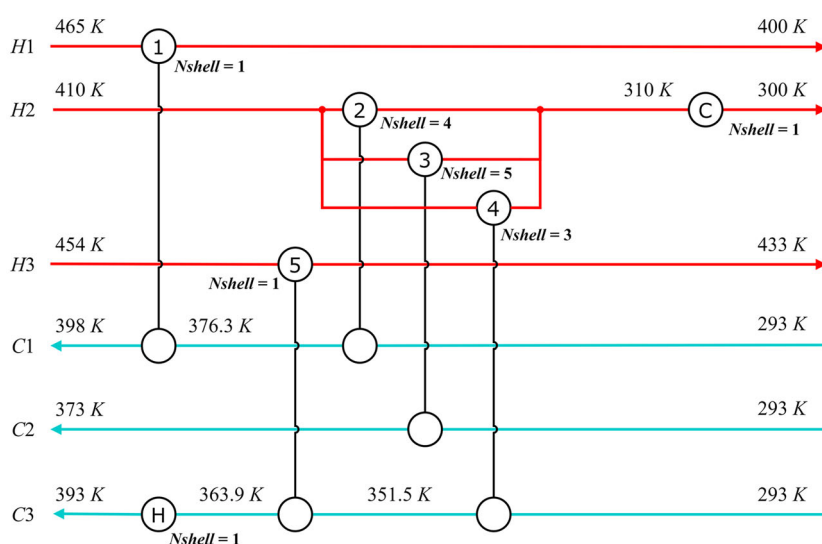 465 K
400 K
H1
1
Nshell = 1
410 K
310 K
300 K
H2
2
C
Nshell = 4
Nshell = 1
3
Nshell = 5
4
Nshell = 3
454 K
433 K
H3
5
Nshell = 1
398 K
376.3 K
293 K
C1
373 K
293 K
C2
393 K
363.9 K
351.5 K
293 K
C3
H
Nshell = 1